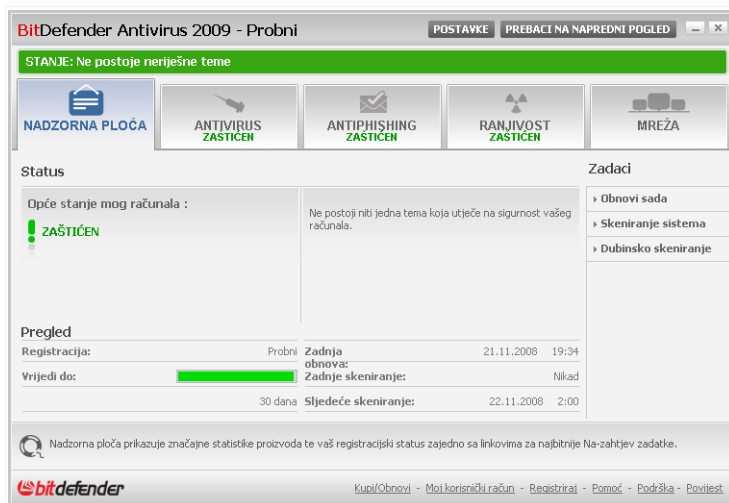 BitDefender Antivirus 2009 - Probni
POSTAVKE
PREBACI NA NAPREDNI POGLED
STANJE: Ne postoje neriješne teme
NADZORNA PLOČA
ANTIVIRUS
ZAŠTIĆEN
ANTIPHISHING
ZAŠTIĆEN
RANJIVOST
ZAŠTIĆEN
MREŽA
Status
Opće stanje mog računala :
ZAŠTIĆEN
Ne postoji niti jedna tema koja utječe na sigurnost vašeg
računala.
Zadaci
Obnovi sada
Skeniranje sistema
Dubinsko skeniranje
Pregled
Registracija: Probni
Vrijedi do:
30 dana
Zadnja
obnova: 21.11.2008 19:34
Zadnje skeniranje: Nikad
Sljedeće skeniranje: 22.11.2008 2:00
Nadzorna ploča prikazuje značajne statistike proizvoda te vaš registracijski status zajedno sa linkovima za najbitnije Na-zahtjev zadatke.
bitdefender
Kupi/Obnovi - Moj korisnički račun - Registriraj - Pomoć - Podrška - Povijest